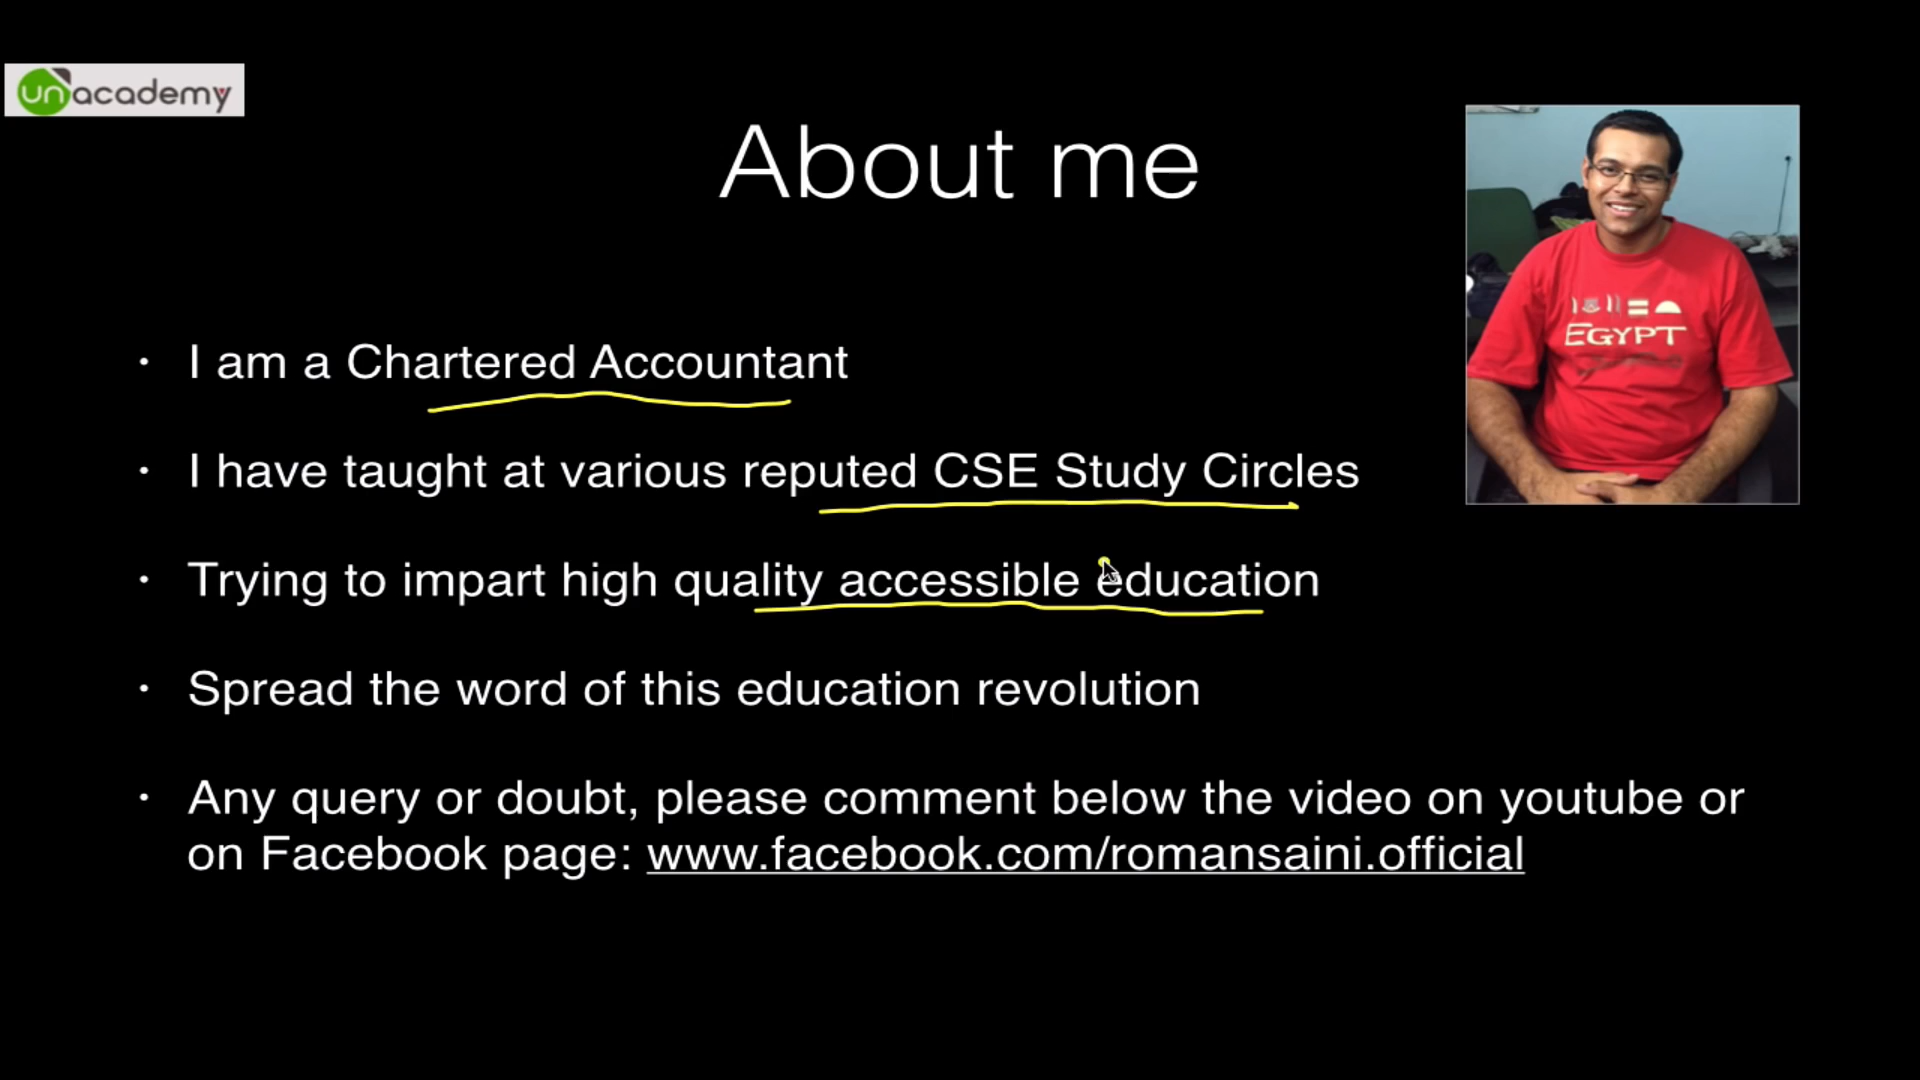 unacademy
About me
EGYPT
• I am a Chartered Accountant
• I have taught at various reputed CSE Study Circles
• Trying to impart high quality accessible education
• Spread the word of this education revolution
• Any query or doubt, please comment below the video on youtube or
on Facebook page: www.facebook.com/romansaini.official